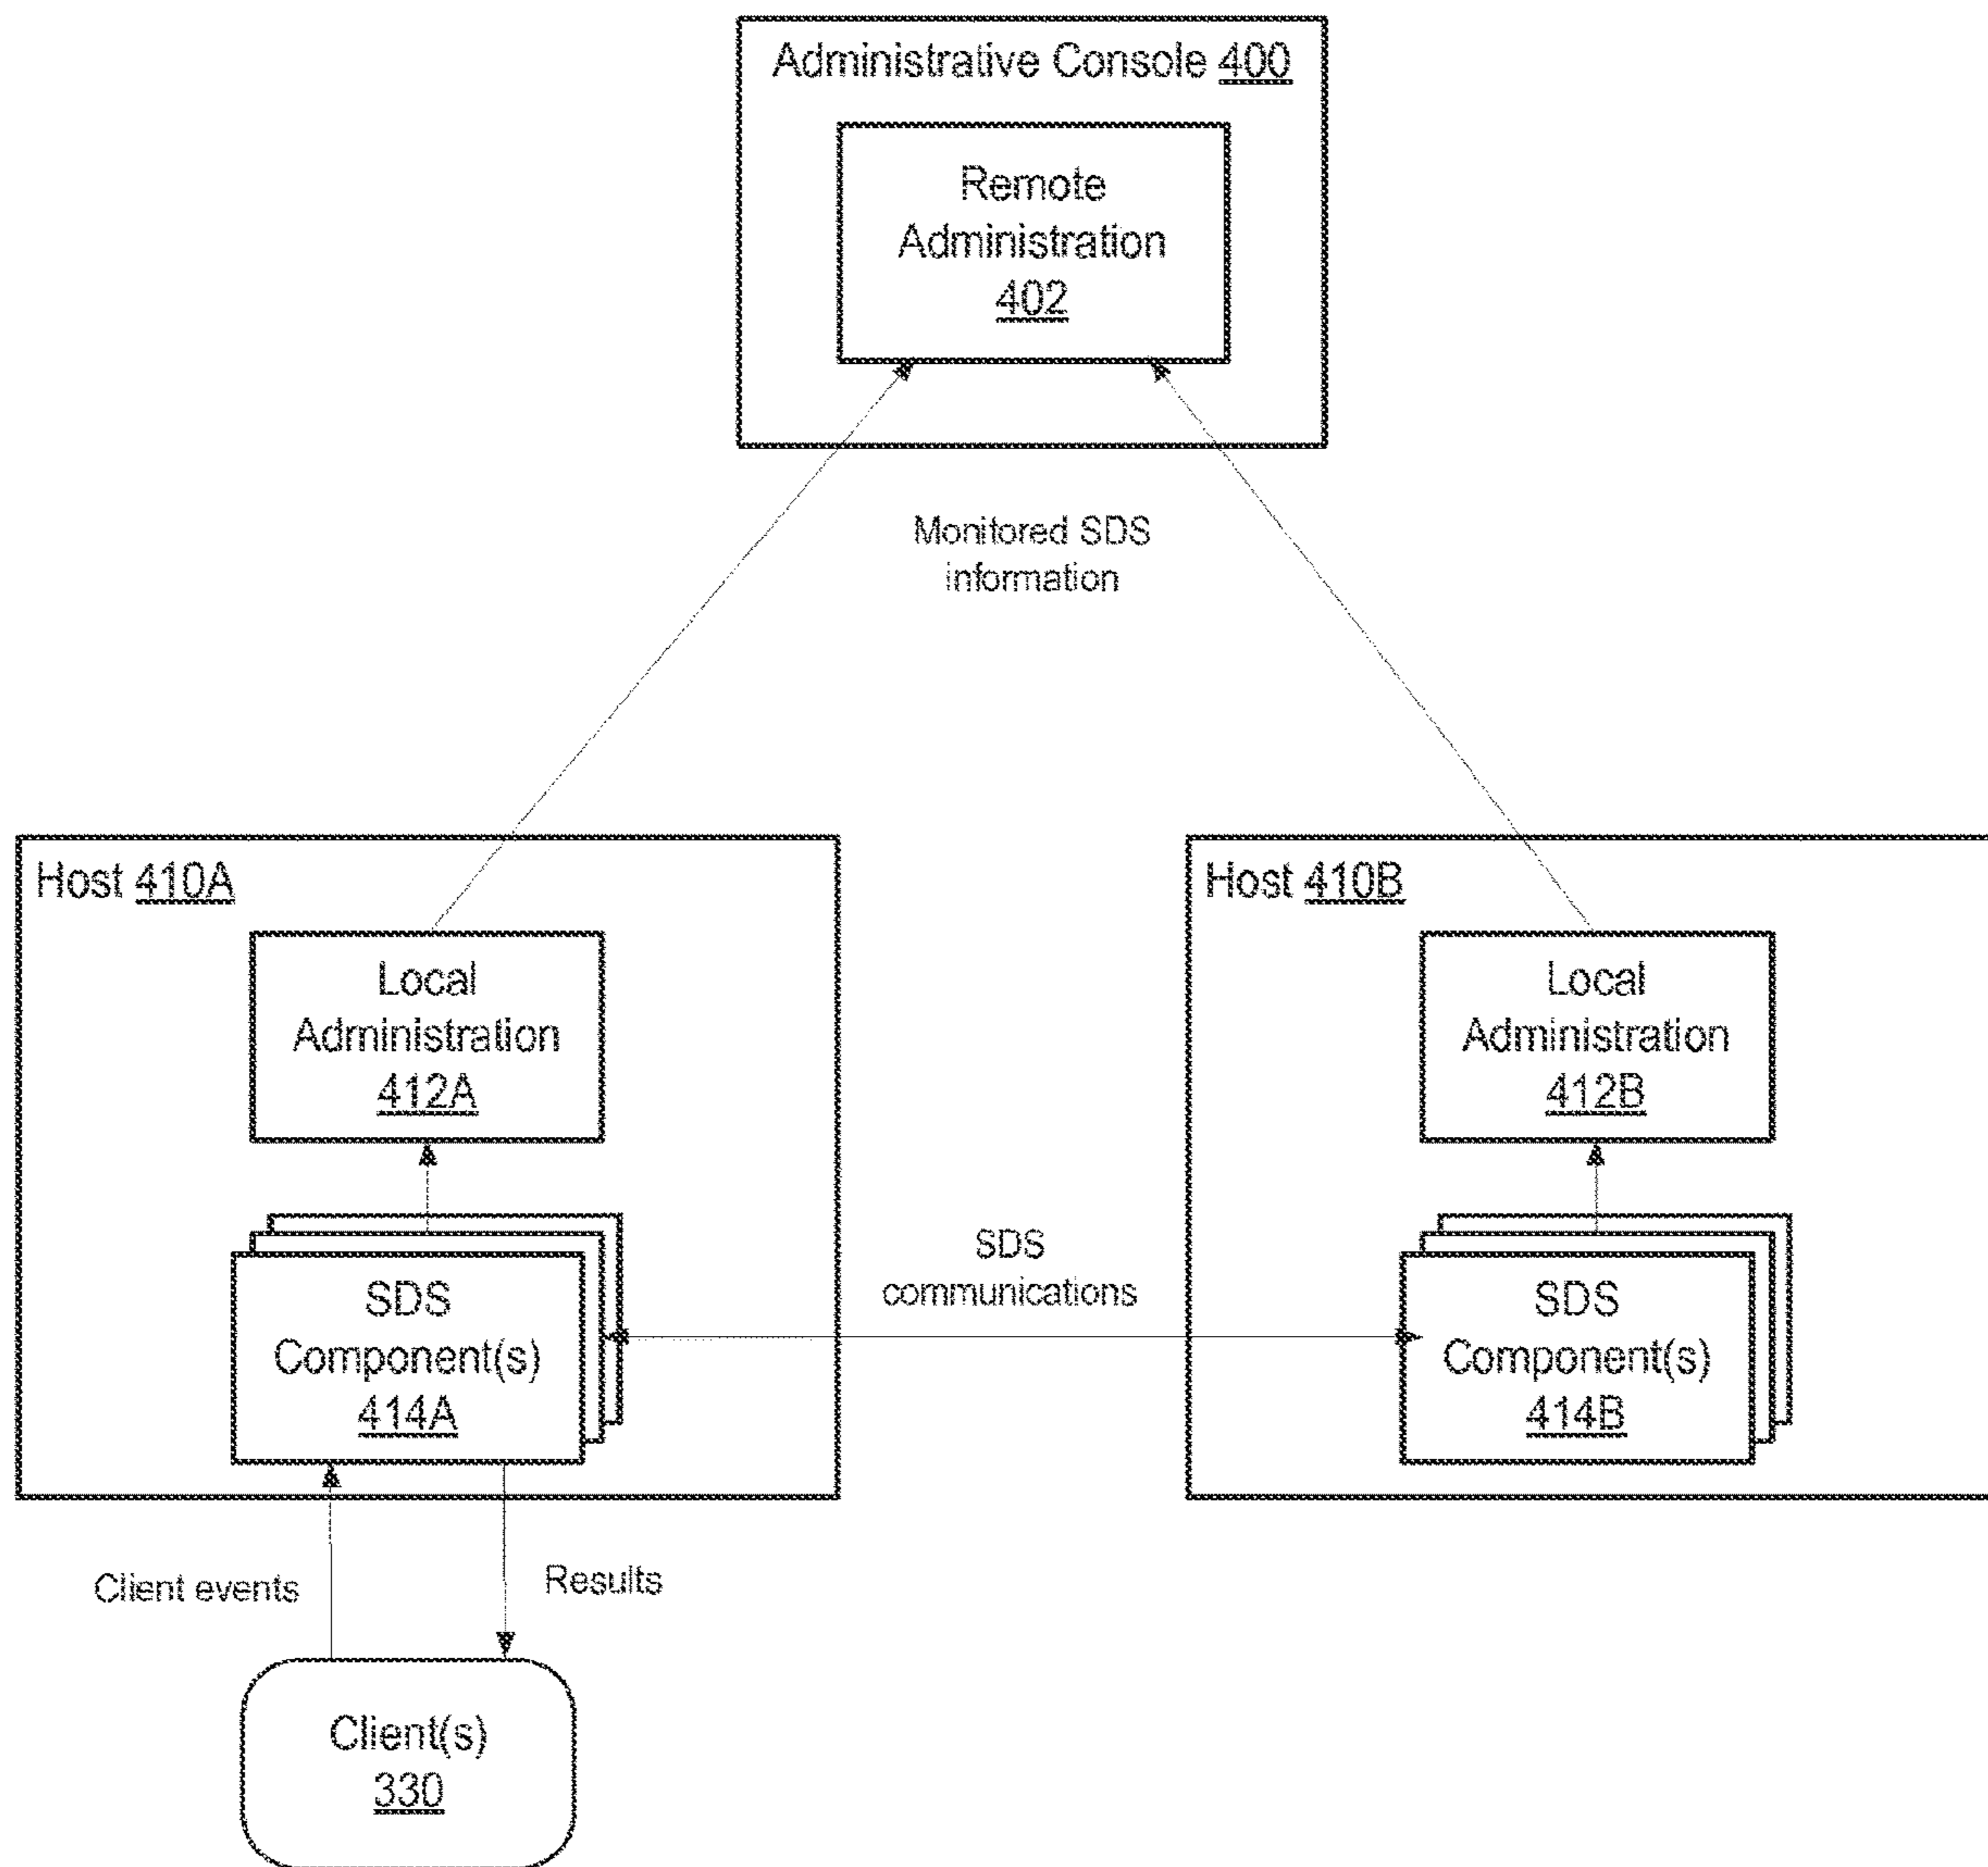 Administrative Console 400
Remote
Administration
402
Monitored SDS
information
Host 410A
Local
Administration
412A
SDS
Component(s)
414A
SDS
communications
Host 410B
Local
Administration
412B
SDS
Component(s)
414B
Client events
Results
Client(s)
330